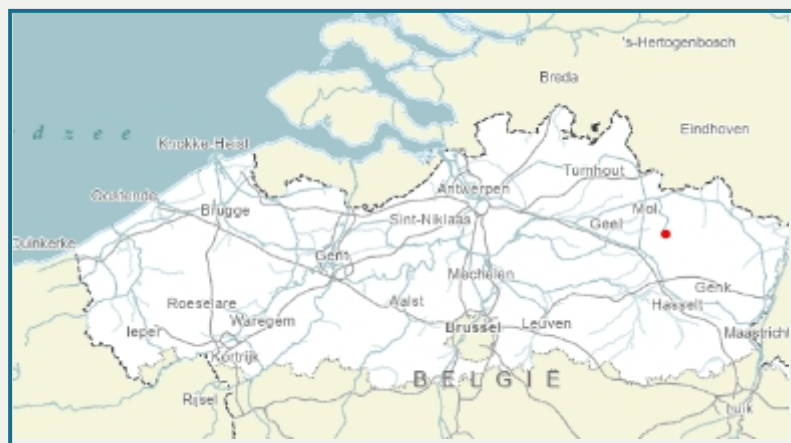 's-Hertogenbosch
Breda
d z e e
Eindhoven
Knokke-Heist
Turnhout
Oostende
Antwerpen
Mol
Brugge
Sint-Niklaas
Geel
Duinkerke
Gent
Mechelen
Genk
Roeselare
Aalst
Hasselt
Ieper
Waregem
Brussel
Leuven
Maastricht
Kortrijk
BELGIË
Rijsel
Luik